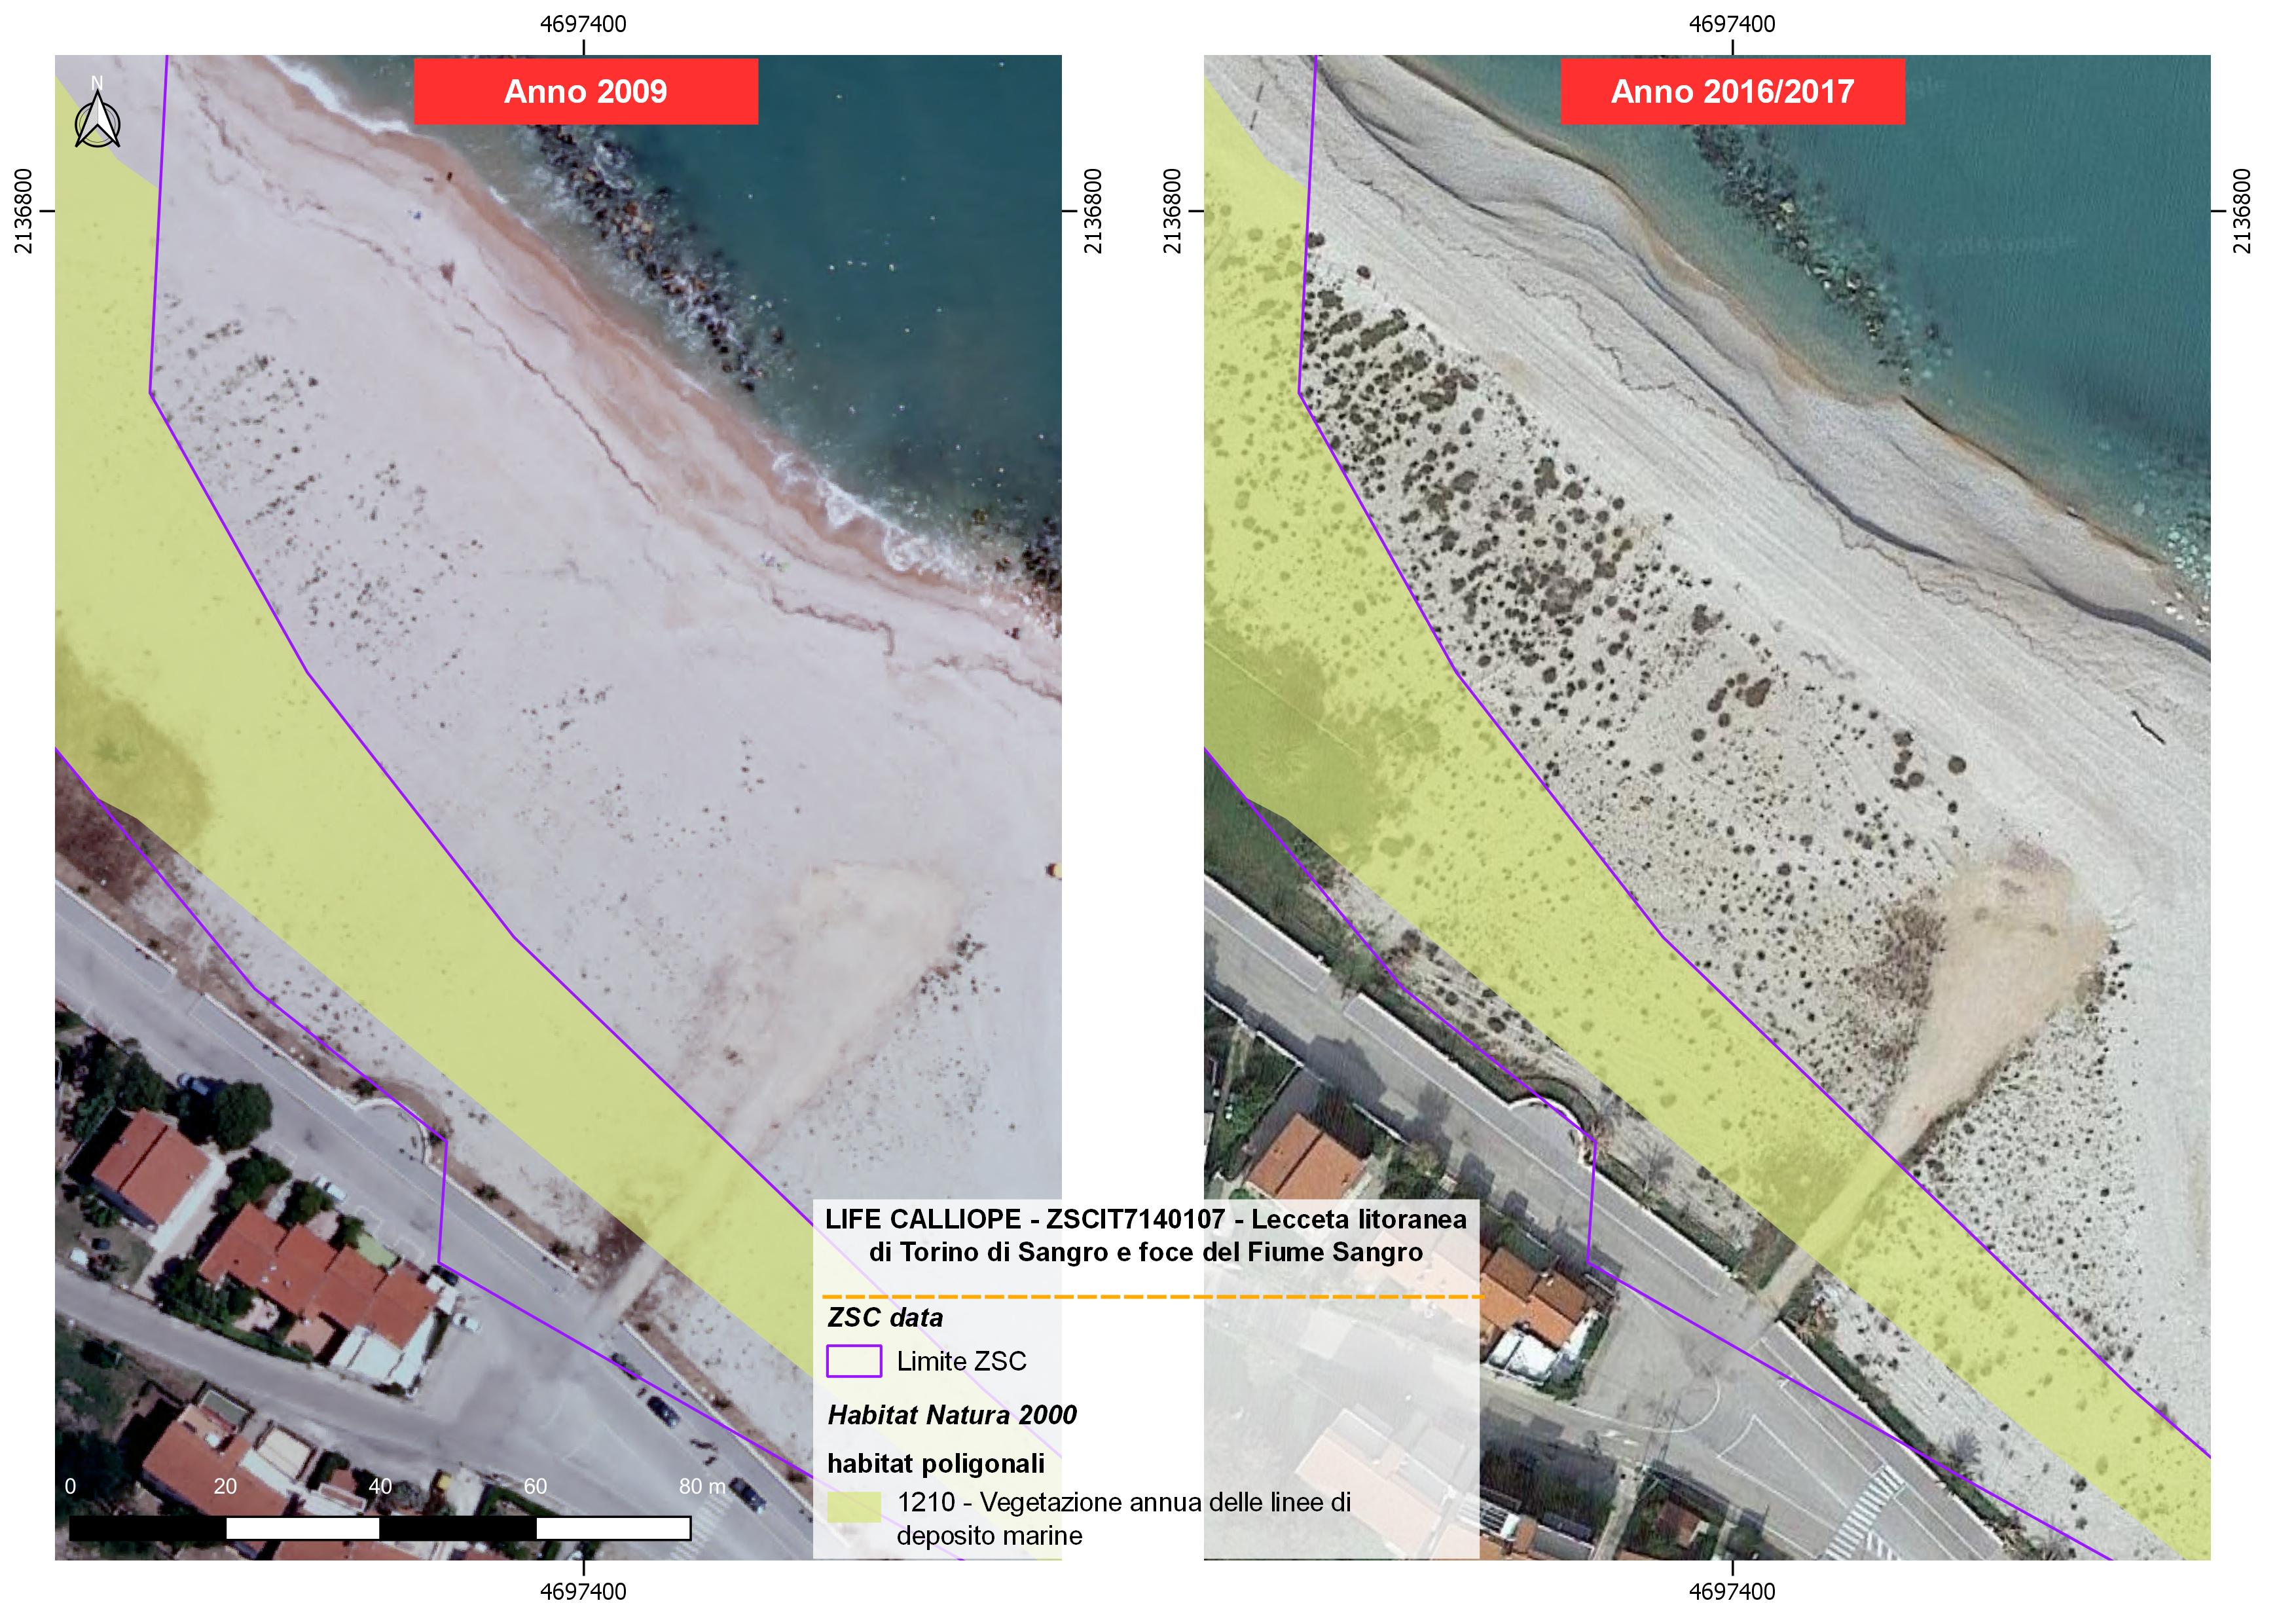 4697400
4697400
Anno 2009
Anno 2016/2017
N
2136800
2136800
2136800
2136800
LIFE CALLIOPE - ZSCIT7140107 - Lecceta litoranea
di Torino di Sangro e foce del Fiume Sangro
ZSC data
Limite ZSC
Habitat Natura 2000
habitat poligonali
1210 - Vegetazione annua delle linee di
deposito marine
0 20 40 60 80 m
4697400
4697400